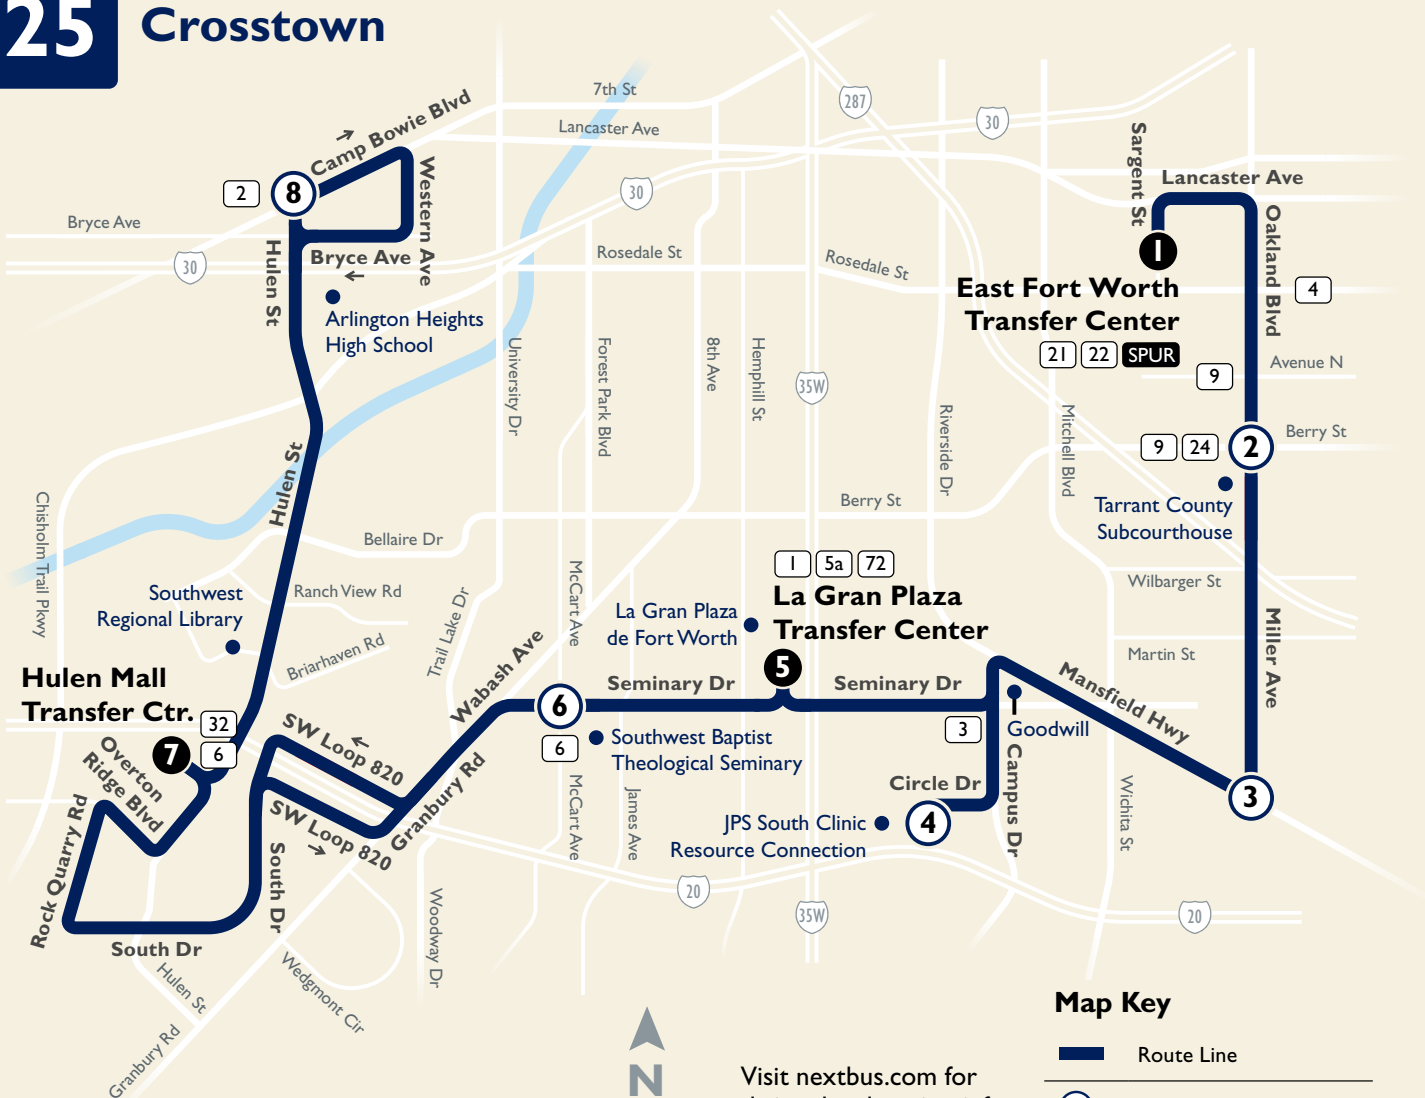 25
Crosstown
7th St
Lancaster Ave
287
30
Camp Bowie Blvd
Western Ave
2
8
Bryce Ave
30
Hulen St
Bryce Ave
30
Rosedale St
Rosedale St
Arlington Heights
High School
Sargent St
Lancaster Ave
Oakland Blvd
1
East Fort Worth
Transfer Center
21
22
SPUR
4
9
Avenue N
University Dr
Forest Park Blvd
8th Ave
Hemphill St
35W
Riverside Dr
Mitchell Blvd
9
24
2
Berry St
Tarrant County
Subcourthouse
Hulen St
Chisholm Trail Pkwy
Bellaire Dr
Berry St
Ranch View Rd
Southwest
Regional Library
Briarhaven Rd
Trail Lake Dr
McCart Ave
1
5a
72
La Gran Plaza
Transfer Center
La Gran Plaza
de Fort Worth
5
Wilbarger St
Martin St
Miller Ave
Hulen Mall
Transfer Ctr.
32
6
7
Overton
Ridge Blvd
SW Loop 820
SW Loop 820
Wabash Ave
Granbury Rd
6
Seminary Dr
Seminary Dr
6
Southwest Baptist
Theological Seminary
3
Goodwill
Mansfield Hwy
3
Campus Dr
Circle Dr
4
JPS South Clinic
Resource Connection
Rock Quarry Rd
South Dr
South Dr
McCart Ave
James Ave
Wichita St
20
35W
20
Woodway Dr
Hulen St
Wedgmont Cir
Granbury Rd
N
Visit nextbus.com for
Map Key
Route Line